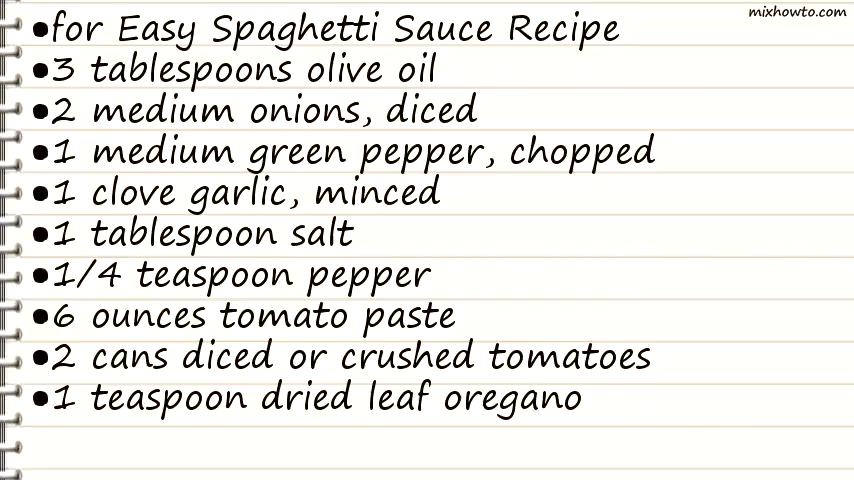 mixhowto.com
•for Easy Spaghetti Sauce Recipe
•3 tablespoons olive oil
•2 medium onions, diced
•1 medium green pepper, chopped
•1 clove garlic, minced
•1 tablespoon salt
•1/4 teaspoon pepper
•6 ounces tomato paste
•2 cans diced or crushed tomatoes
•1 teaspoon dried leaf oregano